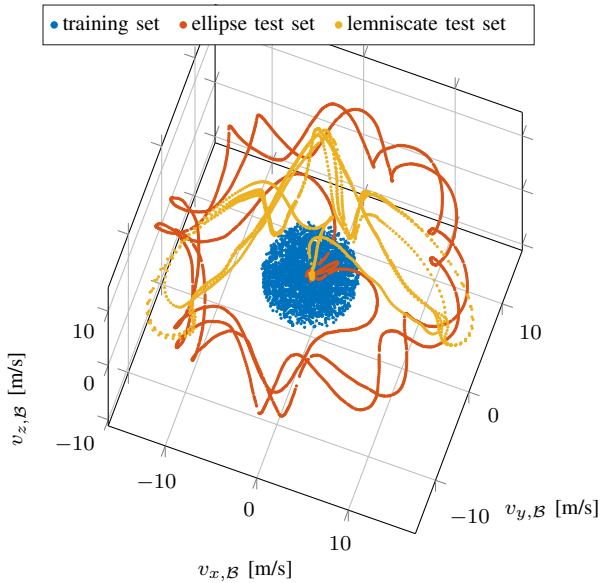 training set ellipse test set lemniscate test set
10
0
−10
v_{z,ℬ} [m/s]
−10
0
10
v_{x,ℬ} [m/s]
10
0
−10
v_{y,ℬ} [m/s]